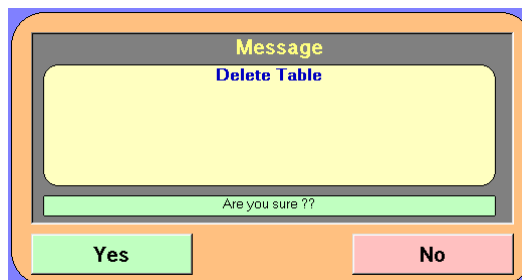 Message
Delete Table
Are you sure ??
Yes
No